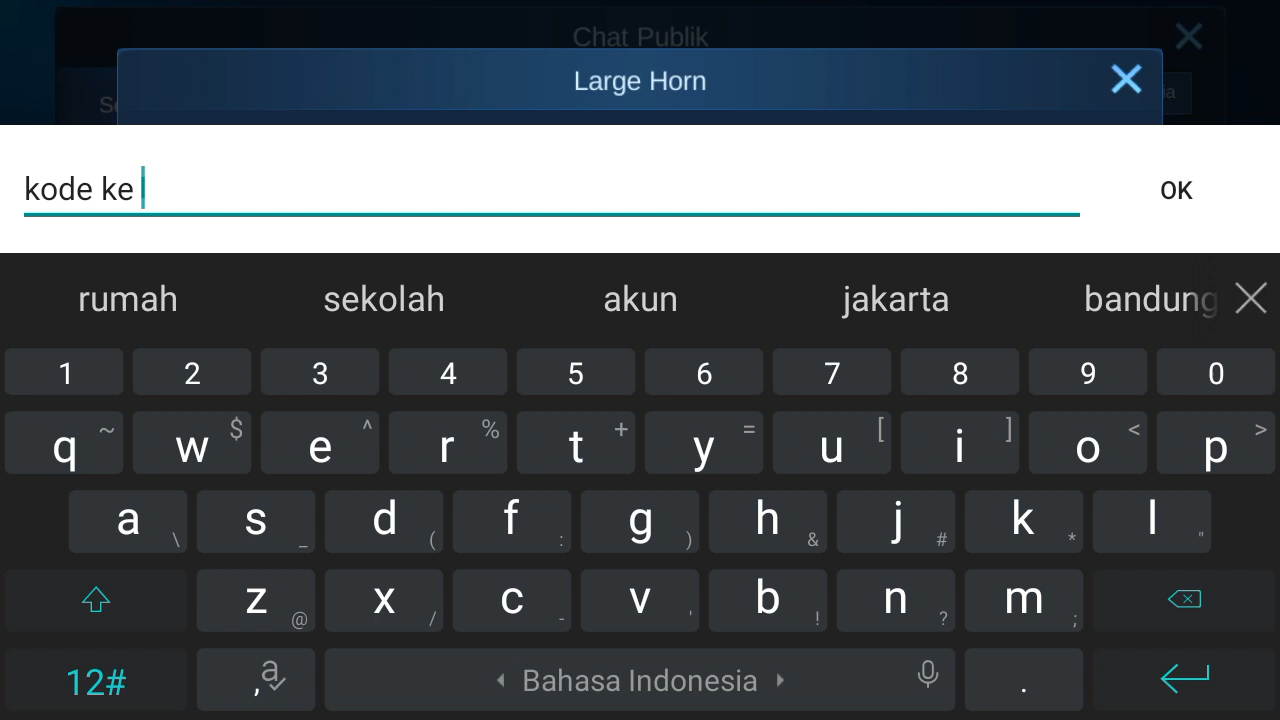 Chat Publik
Large Horn
kode ke
OK
rumah sekolah akun jakarta bandung
1 2 3 4 5 6 7 8 9 0
q ~ w $ e ^ r % t + y = u [ i ] o < p >
a \ s _ d ( f : g ) h & j # k * l "
z @ x / c - v ' b ! n ? m ;
12# , a Bahasa Indonesia .